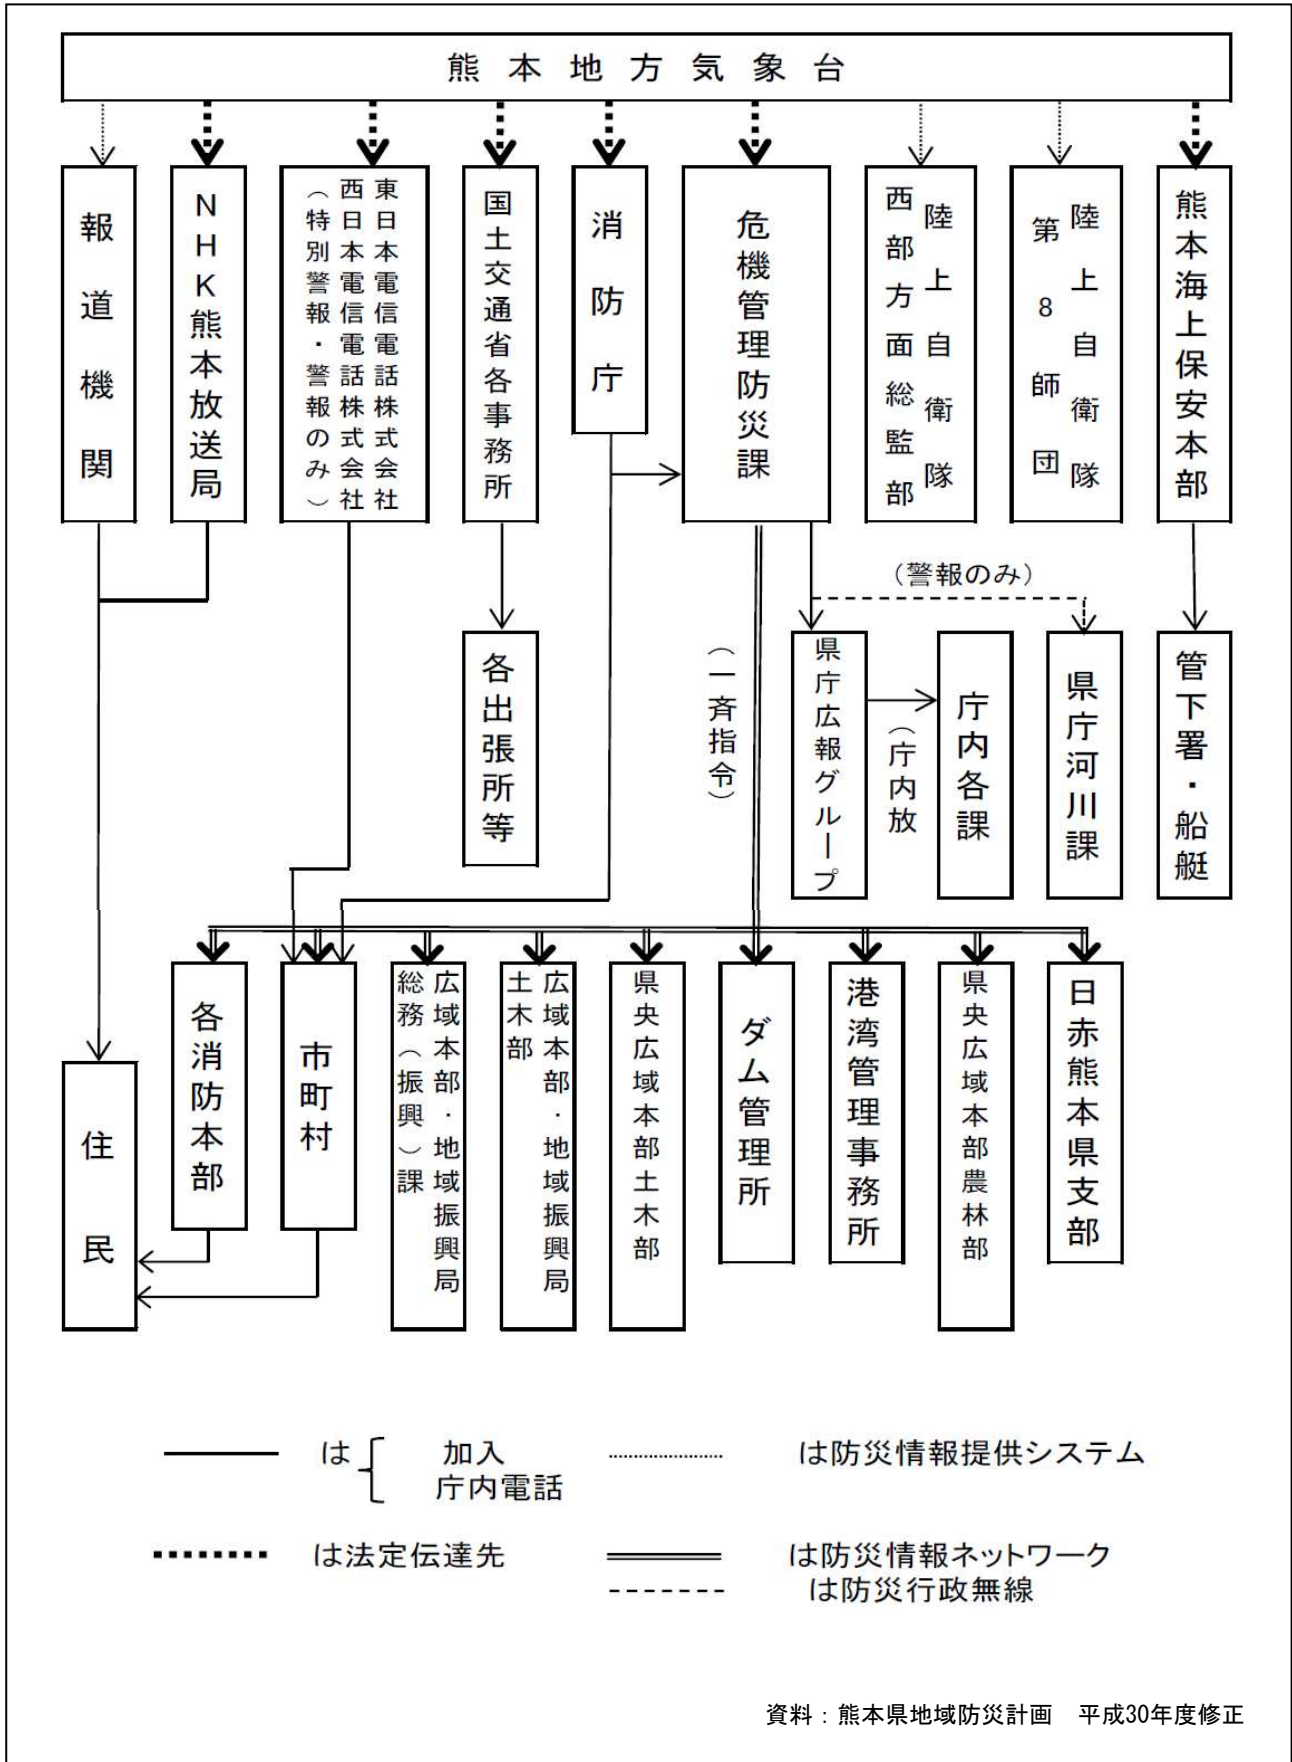 熊本地方気象台
報道機関
NHK熊本放送局
東日本電信電話株式会社
西日本電信電話株式会社
（特別警報・警報のみ）
国土交通省各事務所
消防庁
危機管理防災課
陸上自衛隊
西部方面総監部
陸上自衛隊
第8師団
熊本海上保安本部
（警報のみ）
各出張所等
（一斉指令）
県庁広報グループ
（庁内放
庁内各課
県庁河川課
管下署・船艇
住民
各消防本部
市町村
広域本部・地域振興局
総務（振興）課
広域本部・地域振興局
土木部
県央広域本部土木部
ダム管理所
港湾管理事務所
県央広域本部農林部
日赤熊本県支部
は 加入
庁内電話
は防災情報提供システム
は法定伝達先
は防災情報ネットワーク
は防災行政無線
資料：熊本県地域防災計画　平成30年度修正